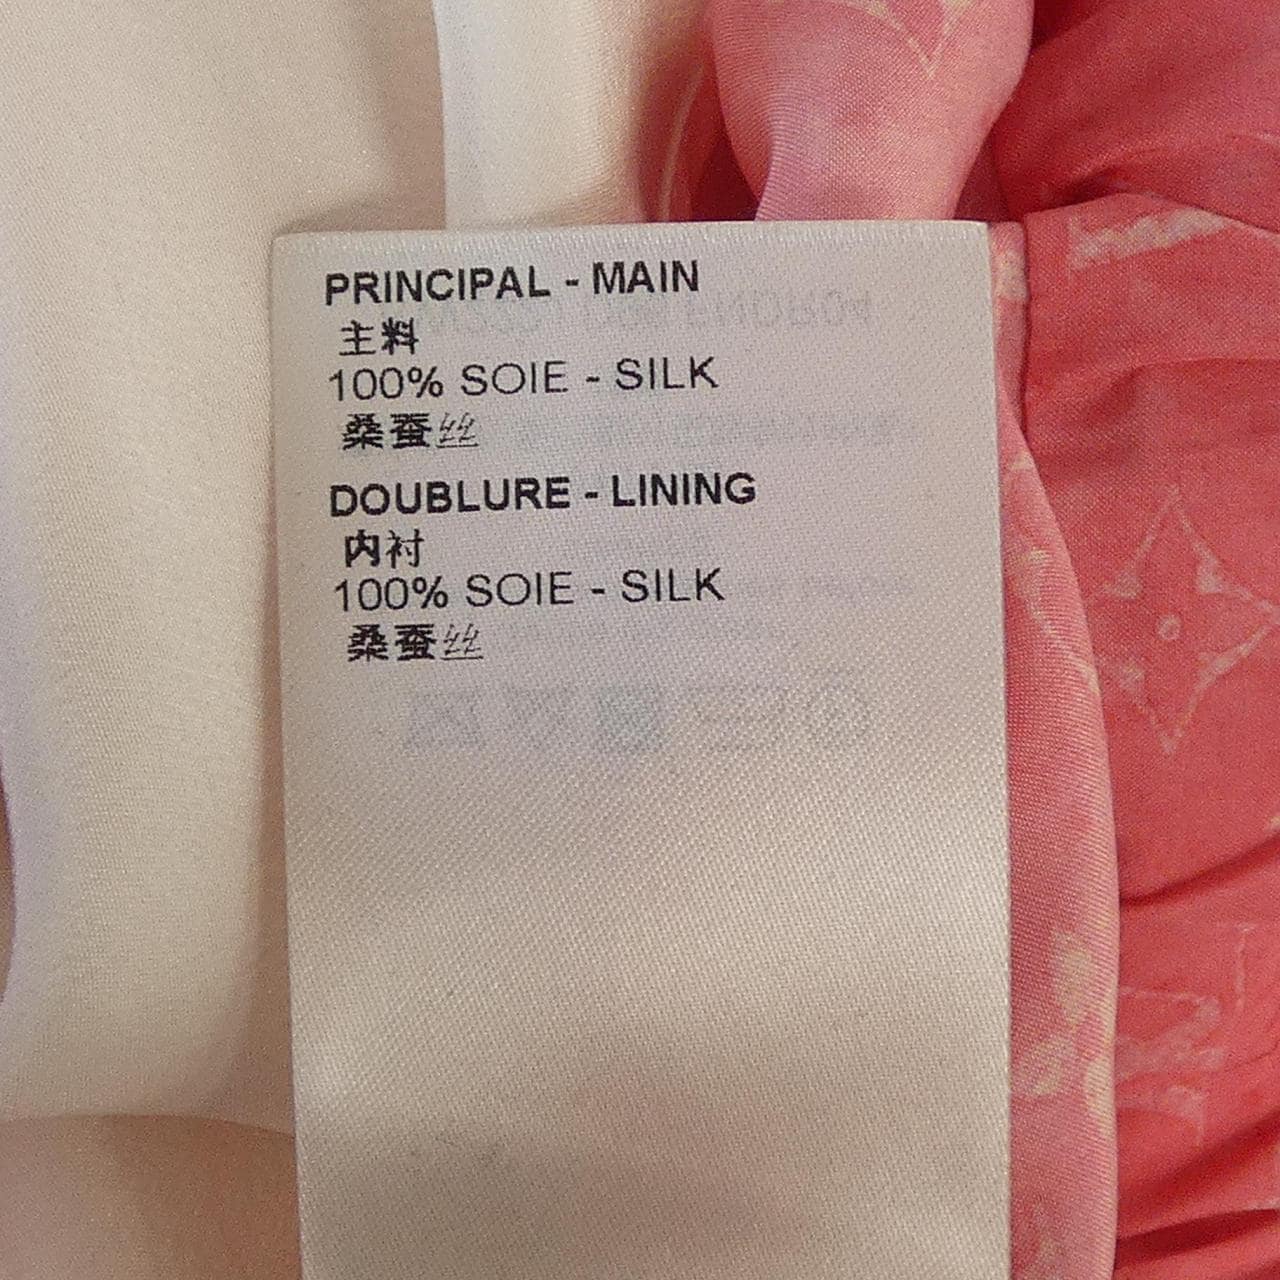 PRINCIPAL - MAIN
主料
100% SOIE - SILK
桑蚕丝
DOUBLURE - LINING
内衬
100% SOIE - SILK
桑蚕丝